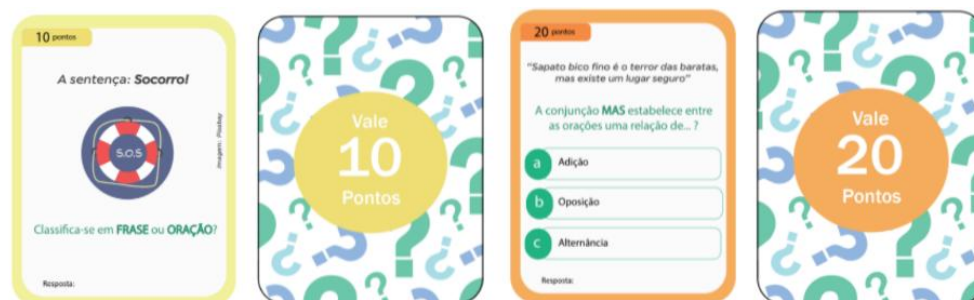 10 pontos
A sentença: Socorro!
S.O.S
Imagem: Pixabay
Classifica-se em FRASE ou ORAÇÃO?
Resposta:
Vale
10
Pontos
20 pontos
"Sapato bico fino é o terror das baratas,
mas existe um lugar seguro"
A conjunção MAS estabelece entre
as orações uma relação de... ?
a Adição
b Oposição
c Alternância
Resposta:
Vale
20
Pontos